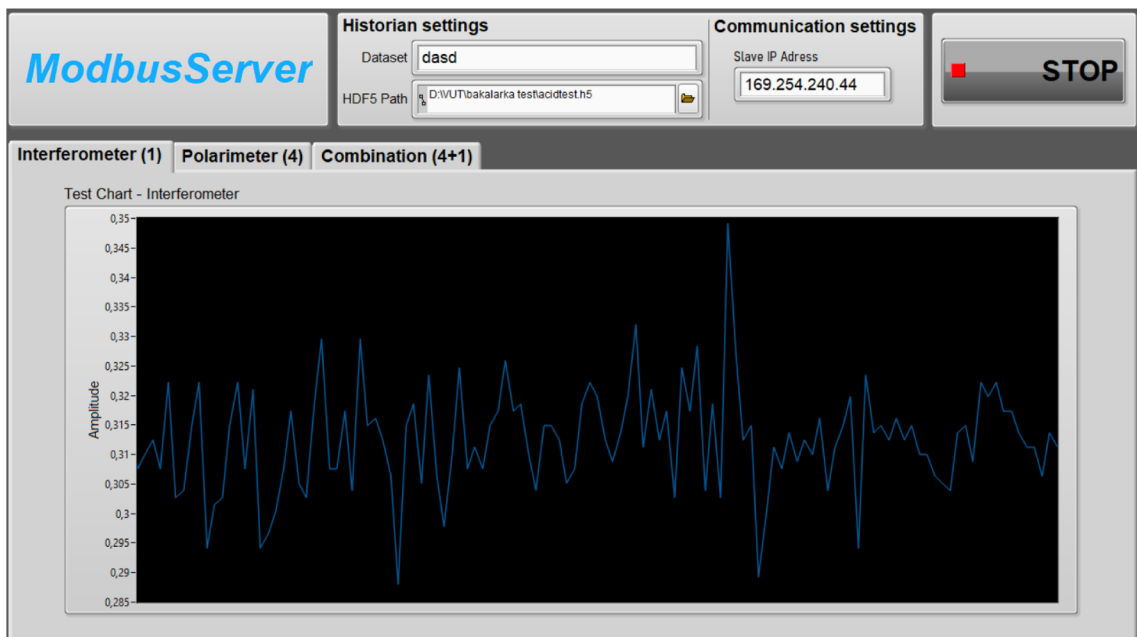 ModbusServer
Historian settings
Dataset
dasd
HDF5 Path
D:\VUT\bakalarka test\acidtest.h5
Communication settings
Slave IP Adress
169.254.240.44
STOP
Interferometer (1)
Polarimeter (4)
Combination (4+1)
Test Chart - Interferometer
Amplitude
0,35
0,345
0,34
0,335
0,33
0,325
0,32
0,315
0,31
0,305
0,3
0,295
0,29
0,285